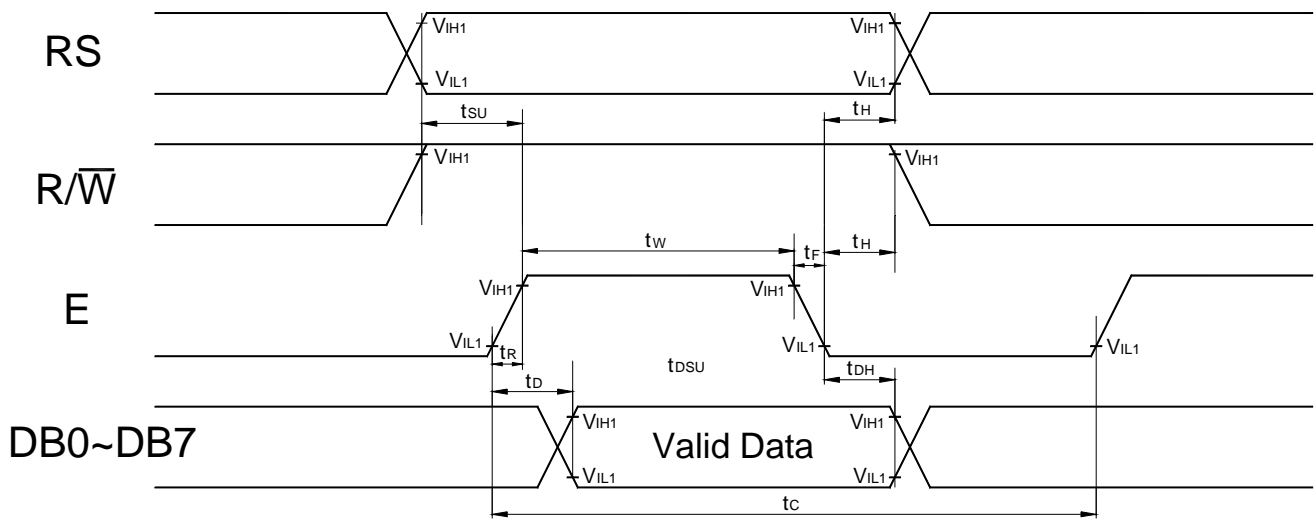 VIH1 VIH1
RS
VIL1 VIL1
tSU tH
VIH1 VIH1
R/W̅
tW tF tH
VIH1 VIH1
E
VIL1 VIL1 VIL1
tR
tDSU tDH
tD
VIH1 VIH1
DB0~DB7 Valid Data
VIL1 VIL1
tC